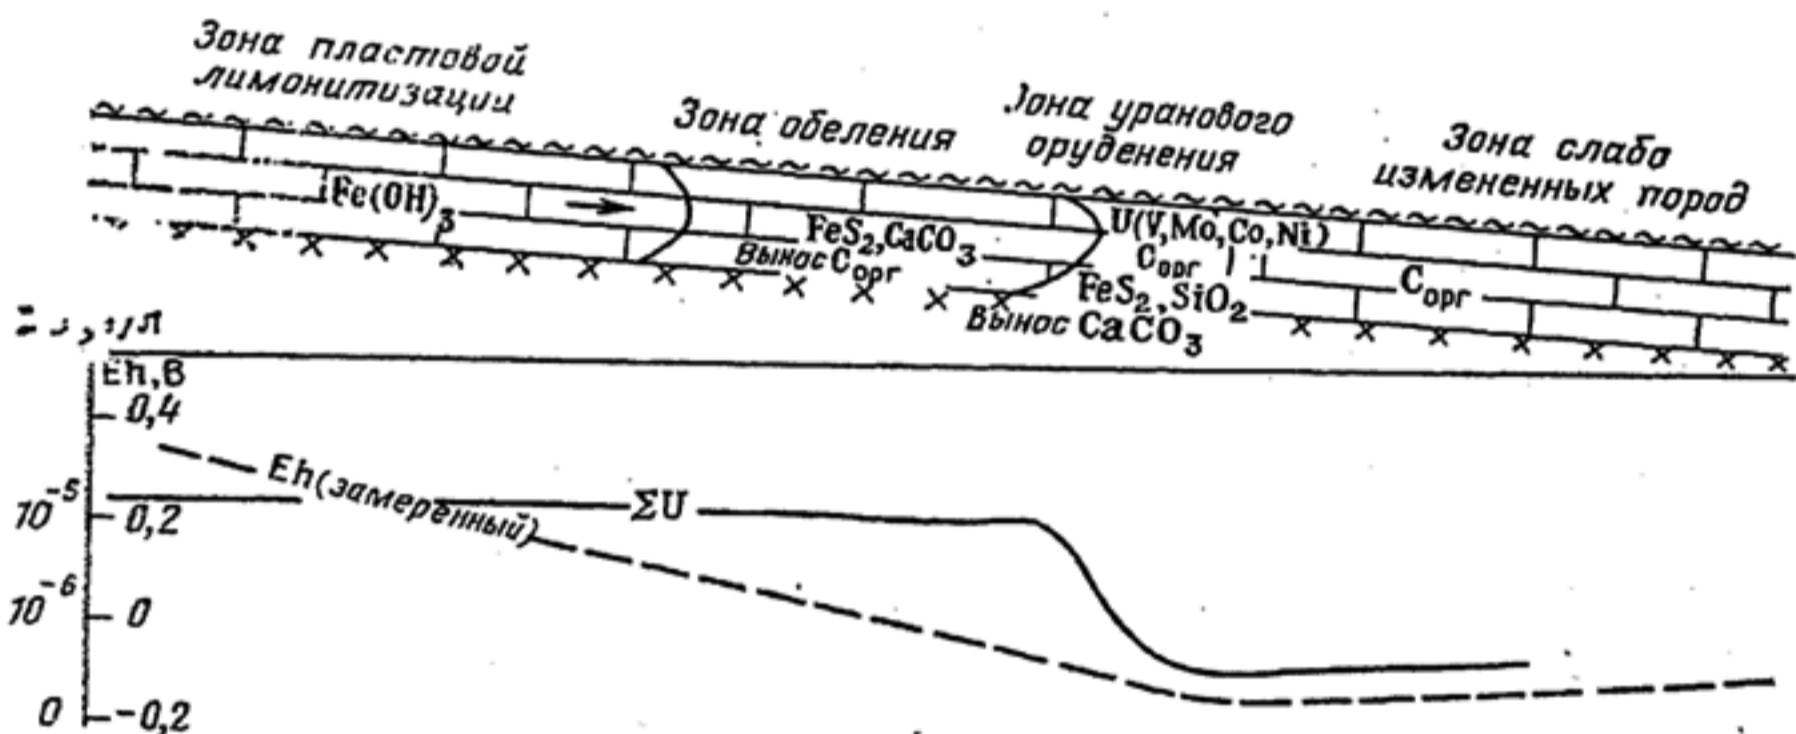 Зона пластовой
лимонитизации
Зона обеления
Зона уранового
оруденения
Зона слабо
измененных пород
Fe(OH)₃
FeS₂, CaCO₃
Вынос Cорг
U(V, Mo, Co, Ni)
Cорг
FeS₂, SiO₂
Вынос CaCO₃
Cорг
Eh, В
0,4
10⁻⁵ 0,2
10⁻⁶ 0
0 -0,2
Eh (замеренный)
ΣU